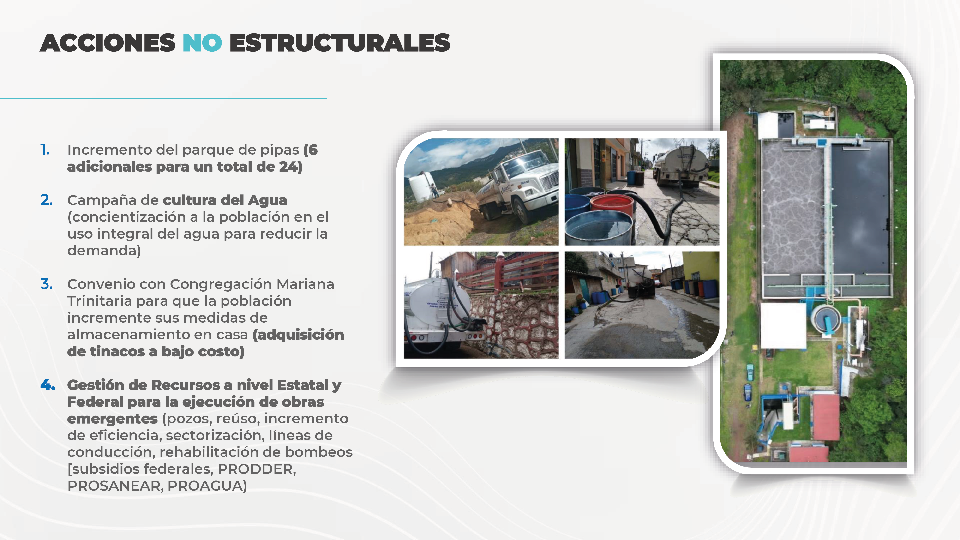 ACCIONES NO ESTRUCTURALES
1. Incremento del parque de pipas (6
adicionales para un total de 24)
2. Campaña de cultura del Agua
(concientización a la población en el
uso integral del agua para reducir la
demanda)
3. Convenio con Congregación Mariana
Trinitaria para que la población
incremente sus medidas de
almacenamiento en casa (adquisición
de tinacos a bajo costo)
4. Gestión de Recursos a nivel Estatal y
Federal para la ejecución de obras
emergentes (pozos, reúso, incremento
de eficiencia, sectorización, líneas de
conducción, rehabilitación de bombeos
[subsidios federales, PRODDER,
PROSANEAR, PROAGUA)